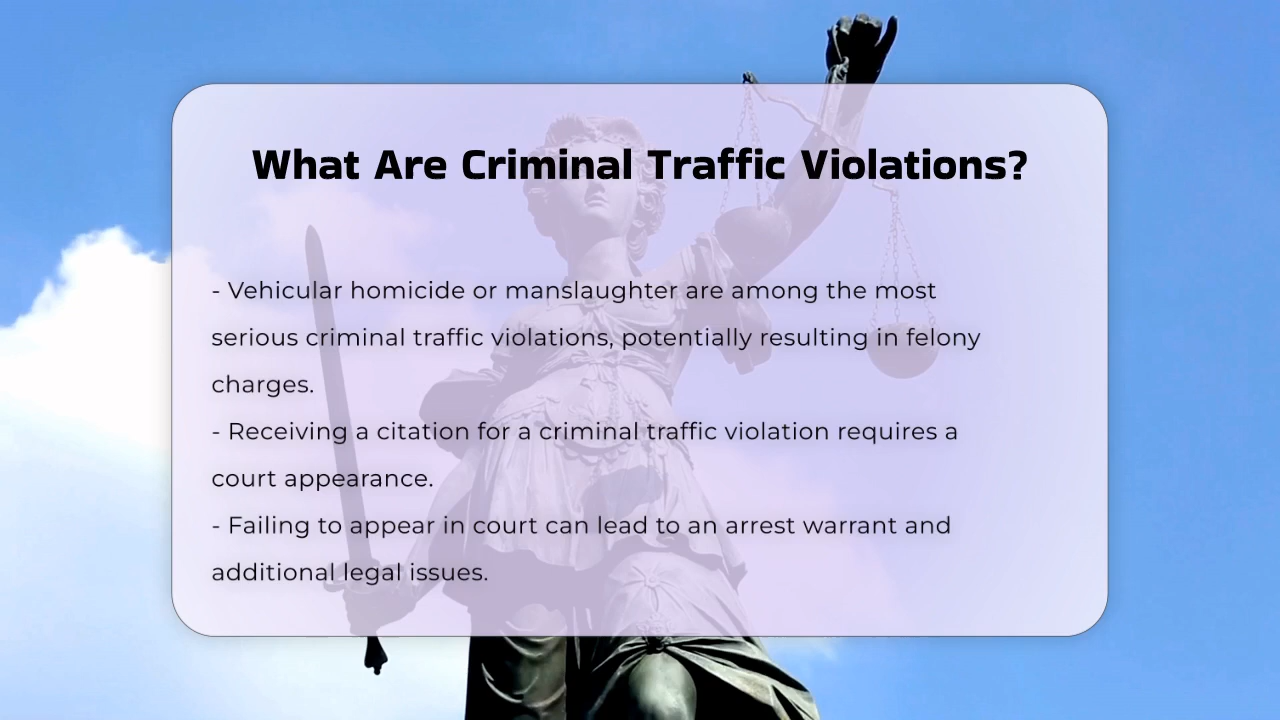 What Are Criminal Traffic Violations?
- Vehicular homicide or manslaughter are among the most
serious criminal traffic violations, potentially resulting in felony
charges.
- Receiving a citation for a criminal traffic violation requires a
court appearance.
- Failing to appear in court can lead to an arrest warrant and
additional legal issues.